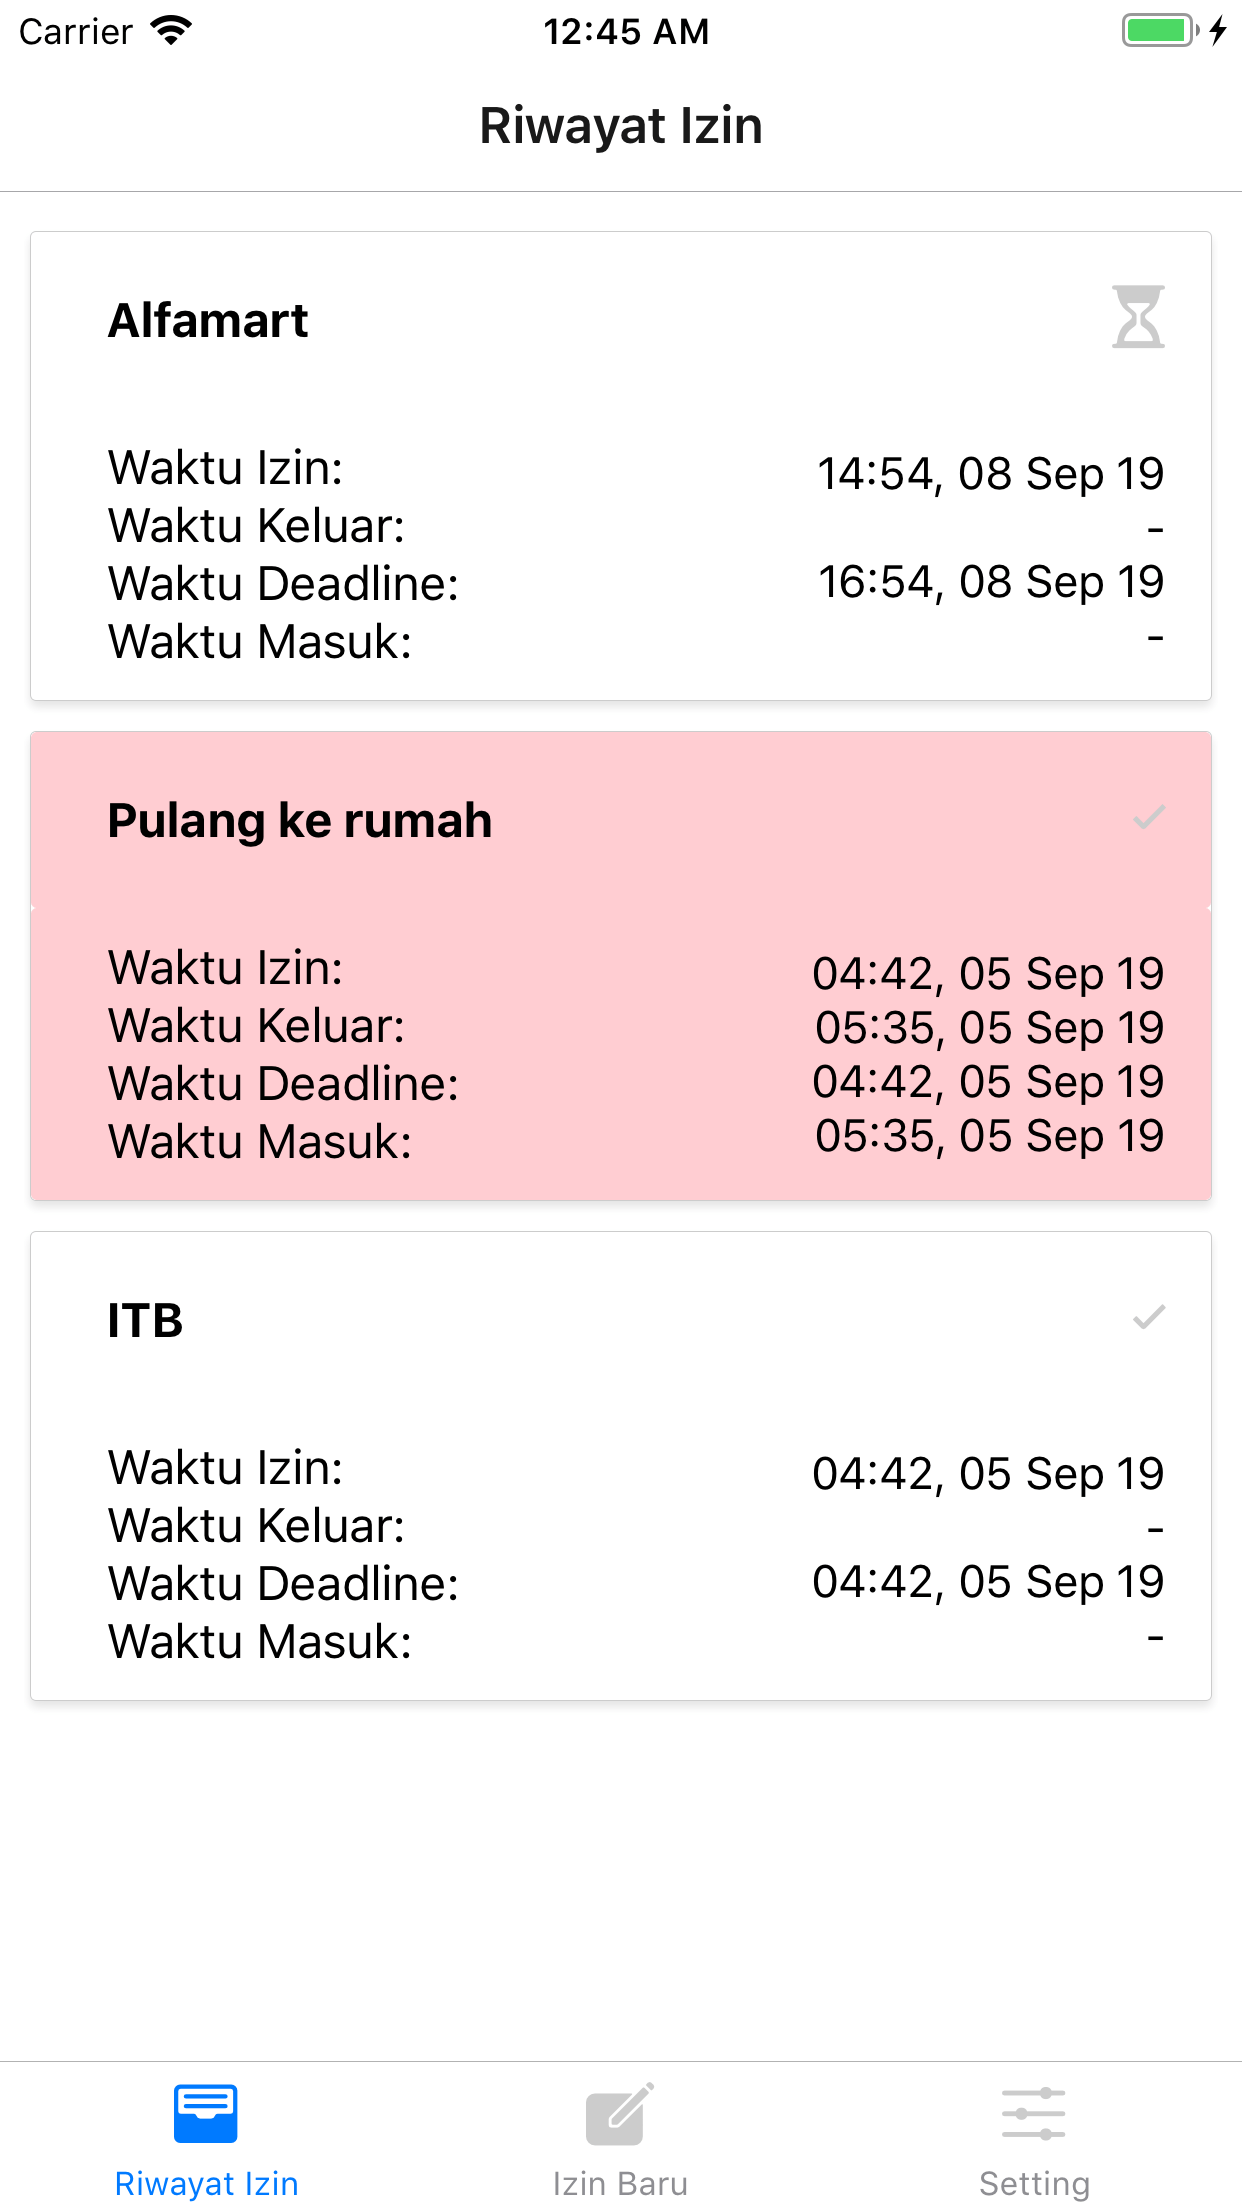 Carrier 12:45 AM
Riwayat Izin
Alfamart
Waktu Izin: 14:54, 08 Sep 19
Waktu Keluar: -
Waktu Deadline: 16:54, 08 Sep 19
Waktu Masuk: -
Pulang ke rumah
Waktu Izin: 04:42, 05 Sep 19
Waktu Keluar: 05:35, 05 Sep 19
Waktu Deadline: 04:42, 05 Sep 19
Waktu Masuk: 05:35, 05 Sep 19
ITB
Waktu Izin: 04:42, 05 Sep 19
Waktu Keluar: -
Waktu Deadline: 04:42, 05 Sep 19
Waktu Masuk: -
Riwayat Izin Izin Baru Setting